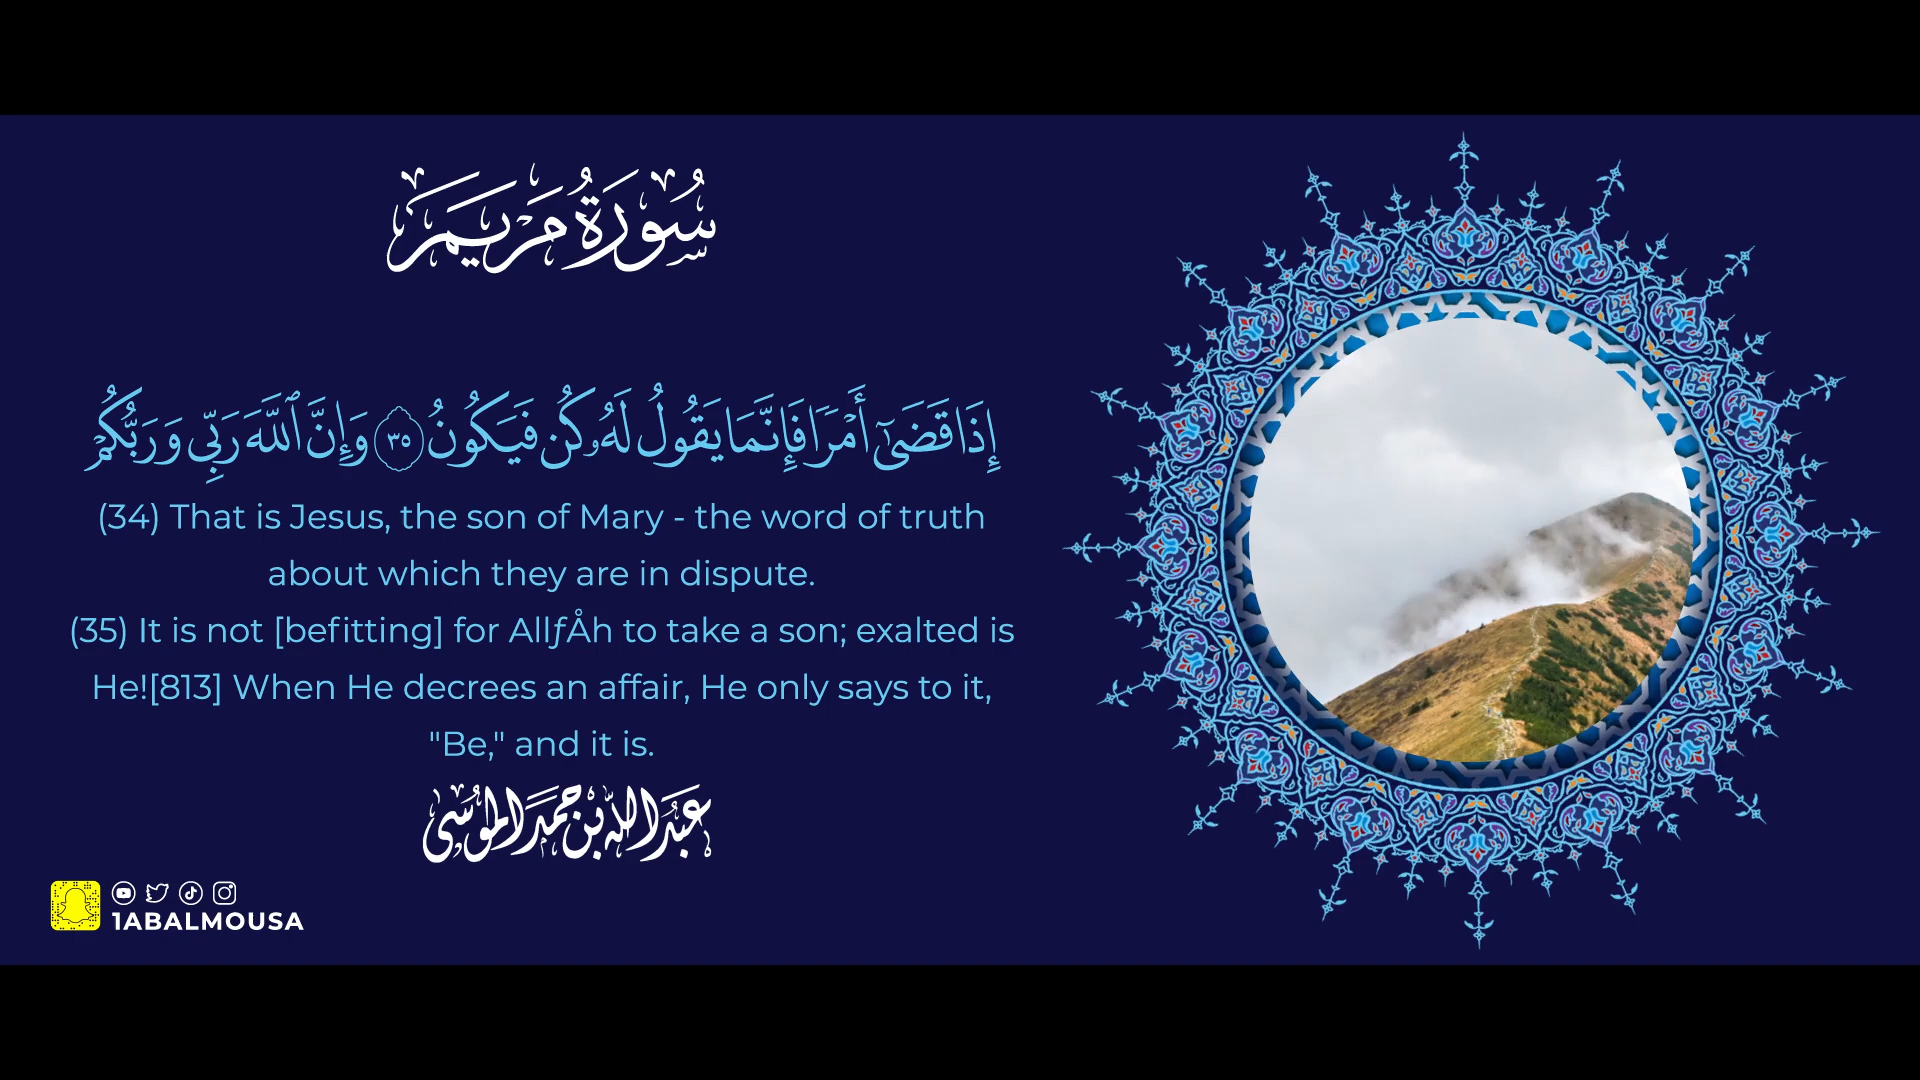 سُورَةُ مَرْيَمَ
إِذَا قَضَىٰٓ أَمْرًا فَإِنَّمَا يَقُولُ لَهُۥ كُن فَيَكُونُ ٣٥ وَإِنَّ ٱللَّهَ رَبِّى وَرَبُّكُمْ
(34) That is Jesus, the son of Mary - the word of truth
about which they are in dispute.
(35) It is not [befitting] for AllƒÅh to take a son; exalted is
He![813] When He decrees an affair, He only says to it,
"Be," and it is.
عبدالله بن حمد الموسى
1ABALMOUSA